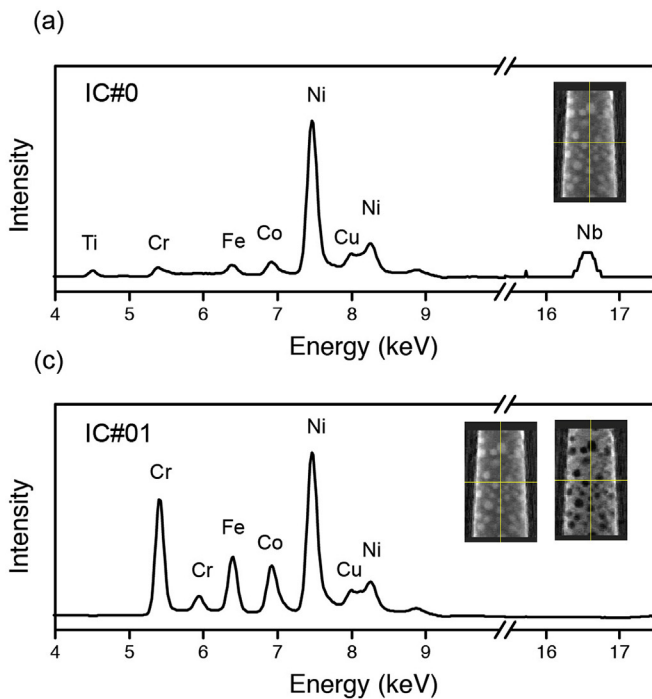 (a)
IC#0
Ni
Ti
Cr
Fe
Co
Cu
Ni
Nb
Intensity
4 5 6 7 8 9 16 17
Energy (keV)
(c)
IC#01
Ni
Cr
Cr
Fe
Co
Cu
Ni
Intensity
4 5 6 7 8 9 16 17
Energy (keV)